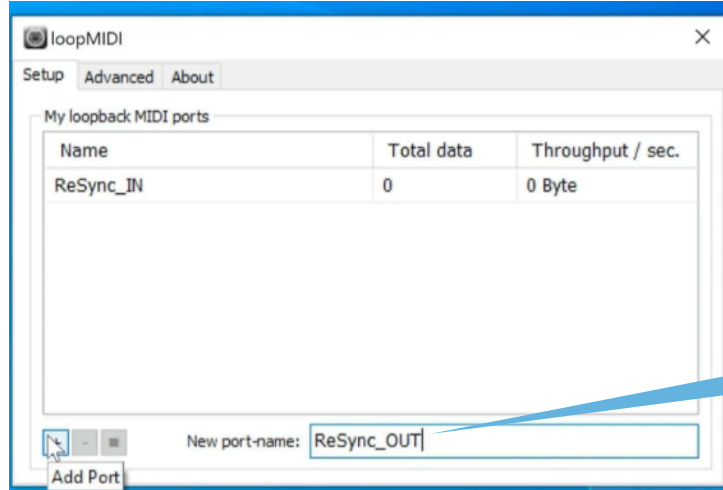 loopMIDI
Setup Advanced About
My loopback MIDI ports
Name Total data Throughput / sec.
ReSync_IN 0 0 Byte
+ - New port-name: ReSync_OUT
Add Port